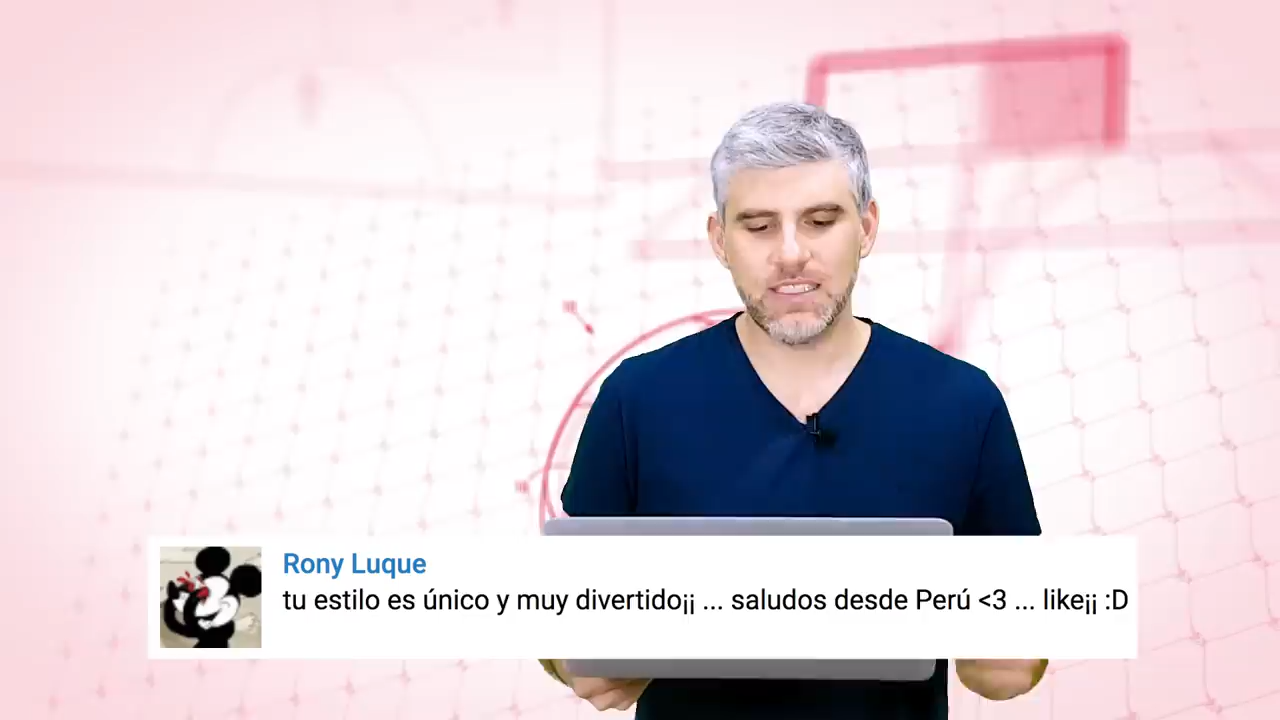 Rony Luque
tu estilo es único y muy divertido¡¡ ... saludos desde Perú <3 ... like¡¡ :D